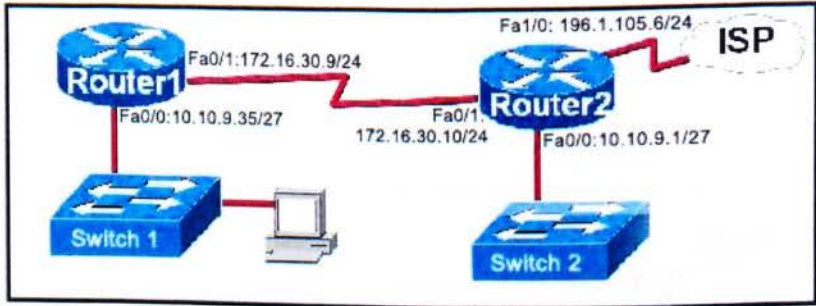 Fa1/0: 196.1.105.6/24
ISP
Fa0/1:172.16.30.9/24
Router1
Router2
Fa0/0:10.10.9.35/27
Fa0/1:
172.16.30.10/24
Fa0/0:10.10.9.1/27
Switch 1
Switch 2